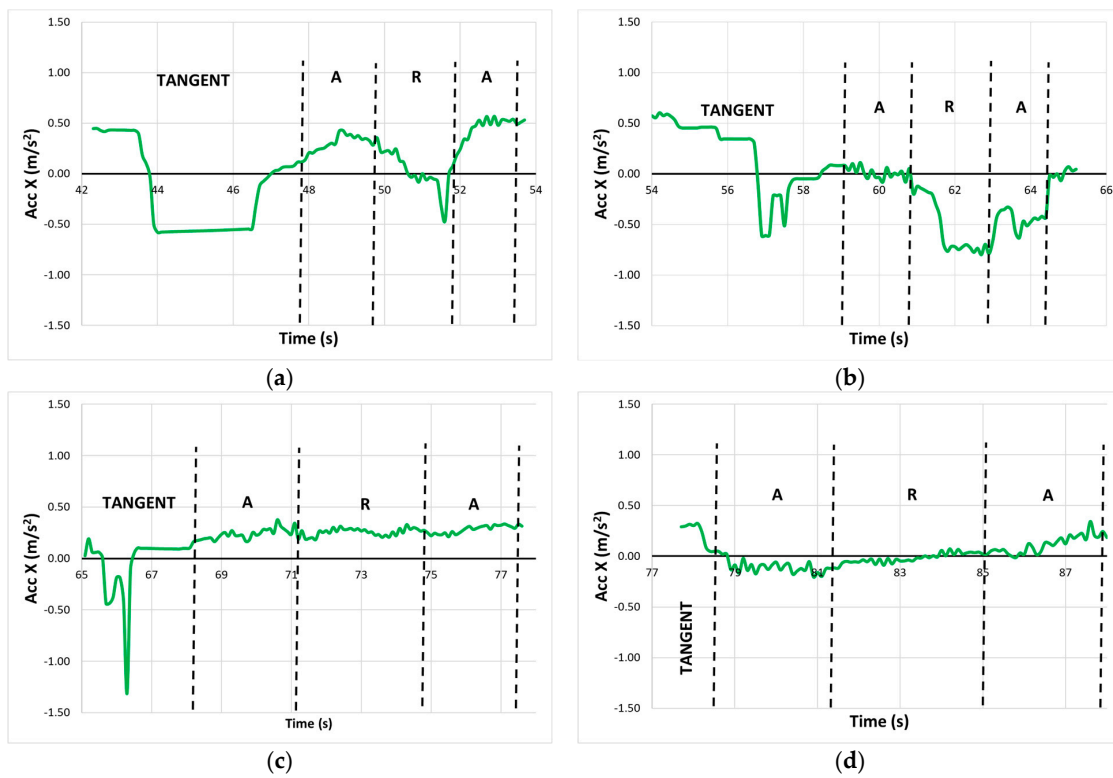 1.50
1.00
0.50
0.00
-0.50
-1.00
-1.50
Acc X (m/s²)
TANGENT
A
R
A
42 44 46 48 50 52 54
Time (s)
(a)
1.50
1.00
0.50
0.00
-0.50
-1.00
-1.50
Acc X (m/s²)
TANGENT
A
R
A
54 56 58 60 62 64 66
Time (s)
(b)
1.50
1.00
0.50
0.00
-0.50
-1.00
-1.50
Acc X (m/s²)
TANGENT
A
R
A
65 67 69 71 73 75 77
Time (s)
(c)
1.50
1.00
0.50
0.00
-0.50
-1.00
-1.50
Acc X (m/s²)
TANGENT
A
R
A
77 79 81 83 85 87
Time (s)
(d)